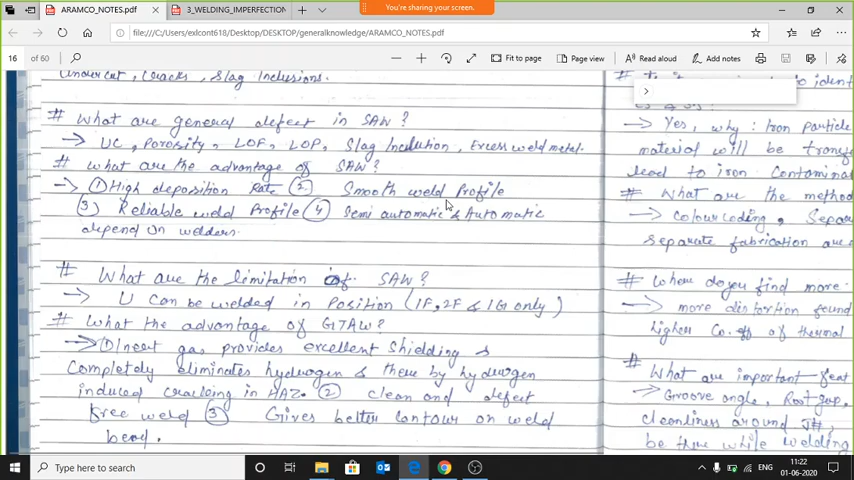 You're sharing your screen.
ARAMCO_NOTES.pdf
3_WELDING_IMPERFECTION
file:///C:/Users/exlcont618/Desktop/DESKTOP/generalknowledge/ARAMCO_NOTES.pdf
16 of 60
Fit to page
Page view
Read aloud
Add notes
Undercut, Cracks, Slag Inclusions.
# What are general defect in SAW?
→ UC, Porosity, LOF, LOP, Slag Inclution, Excess weld metal.
# what are the advantage of SAW?
→ ① High deposition Rate ② Smooth weld Profile
③ Reliable weld Profile ④ Semi automatic & Automatic
depend on welders.
# What are the limitation of SAW?
→ U can be welded in Position (1F, 2F & 1G only)
# What the advantage of GTAW?
→ ① Inert gas provides excellent shielding &
Completely eliminates hydrogen & there by hydrogen
induced cracking in HAZ. ② clean and defect
free weld ③ Gives better contour on weld
bead.
→ Yes, why: Iron particle
material will be transf
lead to iron Contamina
# What are the method
→ Colour coding, Separa
separate fabrication are
# Where do you find more
→ more distortion found
higher Co. eff of thermal
# What are important feat
→ Groove angle, Root gap,
cleanliness around Jt,
be there while welding
Type here to search
ENG
11:22
01-06-2020